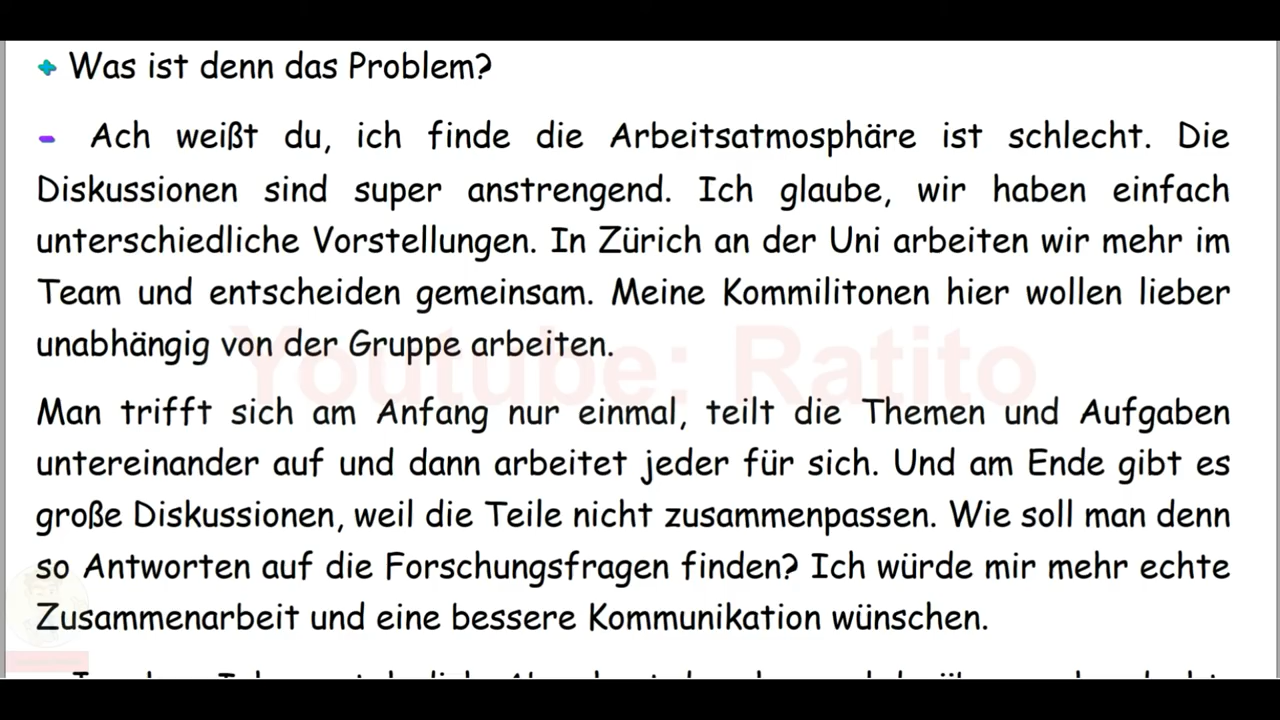 + Was ist denn das Problem?
- Ach weißt du, ich finde die Arbeitsatmosphäre ist schlecht. Die
Diskussionen sind super anstrengend. Ich glaube, wir haben einfach
unterschiedliche Vorstellungen. In Zürich an der Uni arbeiten wir mehr im
Team und entscheiden gemeinsam. Meine Kommilitonen hier wollen lieber
unabhängig von der Gruppe arbeiten.
Youtube: Ratito
Man trifft sich am Anfang nur einmal, teilt die Themen und Aufgaben
untereinander auf und dann arbeitet jeder für sich. Und am Ende gibt es
große Diskussionen, weil die Teile nicht zusammenpassen. Wie soll man denn
so Antworten auf die Forschungsfragen finden? Ich würde mir mehr echte
Zusammenarbeit und eine bessere Kommunikation wünschen.